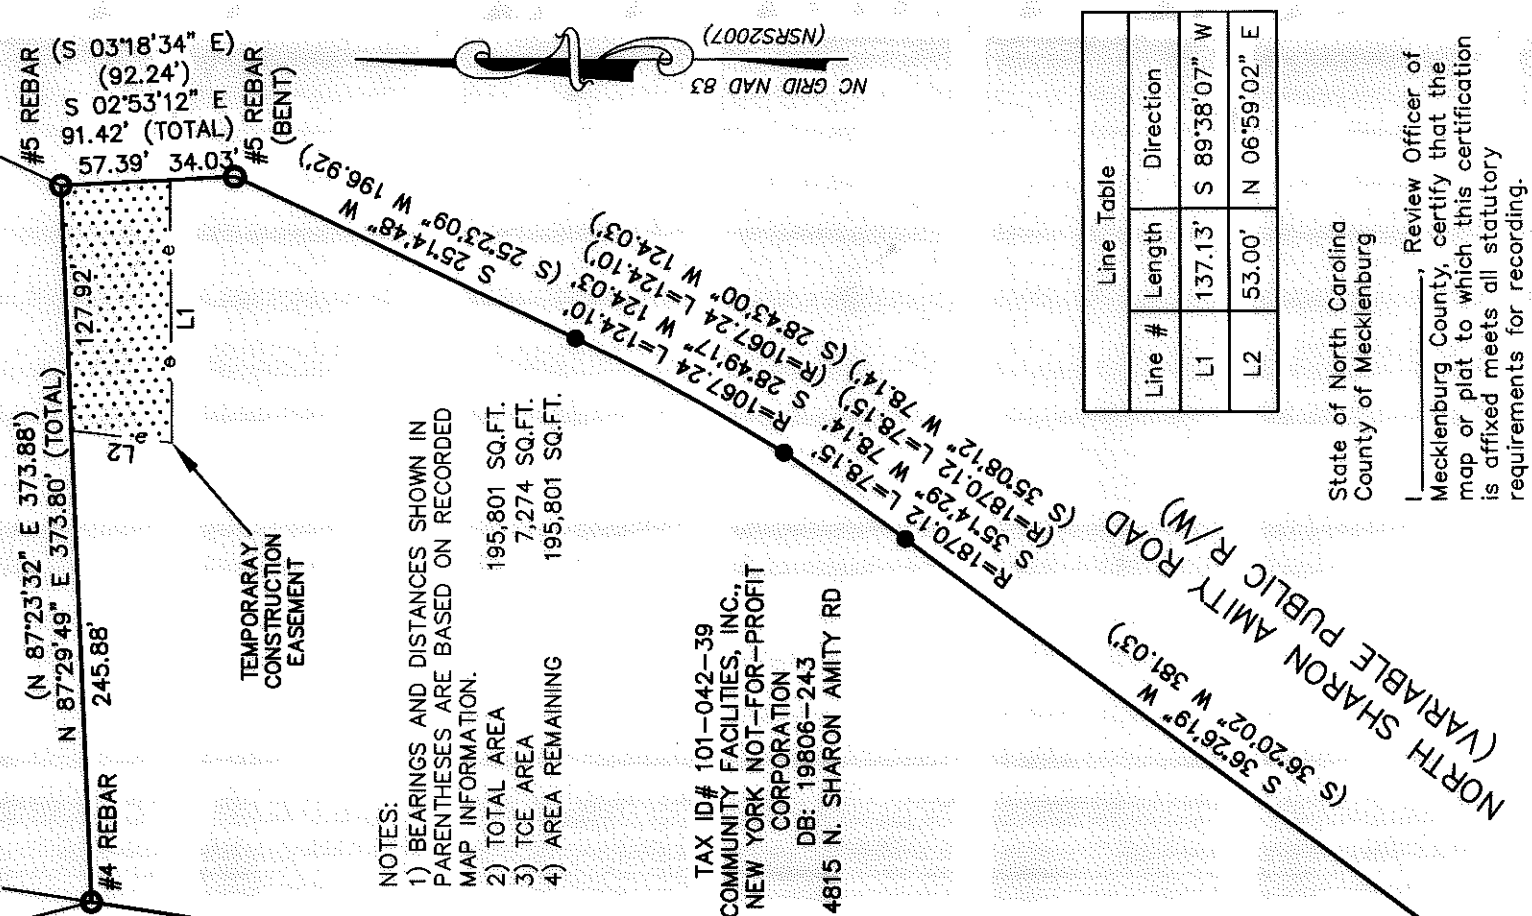 #5 REBAR
(S 03°18'34" E)
(92.24')
S 02°53'12" E
91.42' (TOTAL)
57.39' 34.03'
#5 REBAR
(BENT)
(N 87°23'32" E 373.88')
N 87°29'49" E 373.80' (TOTAL)
245.88'
127.92'
#4 REBAR
L1
L2
e
e
e
TEMPORARAY
CONSTRUCTION
EASEMENT
NC GRID NAD 83
(NSRS2007)
S 25°14'48" W
(S 25°23'09" W 196.92')
R=1067.24 L=124.10'
S 28°49'17" W 124.03'
(R=1067.24 L=124.10')
(S 28°43'00" W 124.03')
R=1870.12 L=78.15'
S 35°14'29" W 78.14'
(R=1870.12 L=78.15')
(S 35°08'12" W 78.14')
S 36°26'19" W
(S 36°20'02" W 381.03')
NORTH SHARON AMITY ROAD
(VARIABLE PUBLIC R/W)
NOTES:
1) BEARINGS AND DISTANCES SHOWN IN
PARENTHESES ARE BASED ON RECORDED
MAP INFORMATION.
2) TOTAL AREA 195,801 SQ.FT.
3) TCE AREA 7,274 SQ.FT.
4) AREA REMAINING 195,801 SQ.FT.
TAX ID# 101-042-39
COMMUNITY FACILITIES, INC.,
NEW YORK NOT-FOR-PROFIT
CORPORATION
DB: 19806-243
4815 N. SHARON AMITY RD
Line Table
Line # Length Direction
L1 137.13' S 89°38'07" W
L2 53.00' N 06°59'02" E
State of North Carolina
County of Mecklenburg
I ________, Review Officer of
Mecklenburg County, certify that the
map or plat to which this certification
is affixed meets all statutory
requirements for recording.